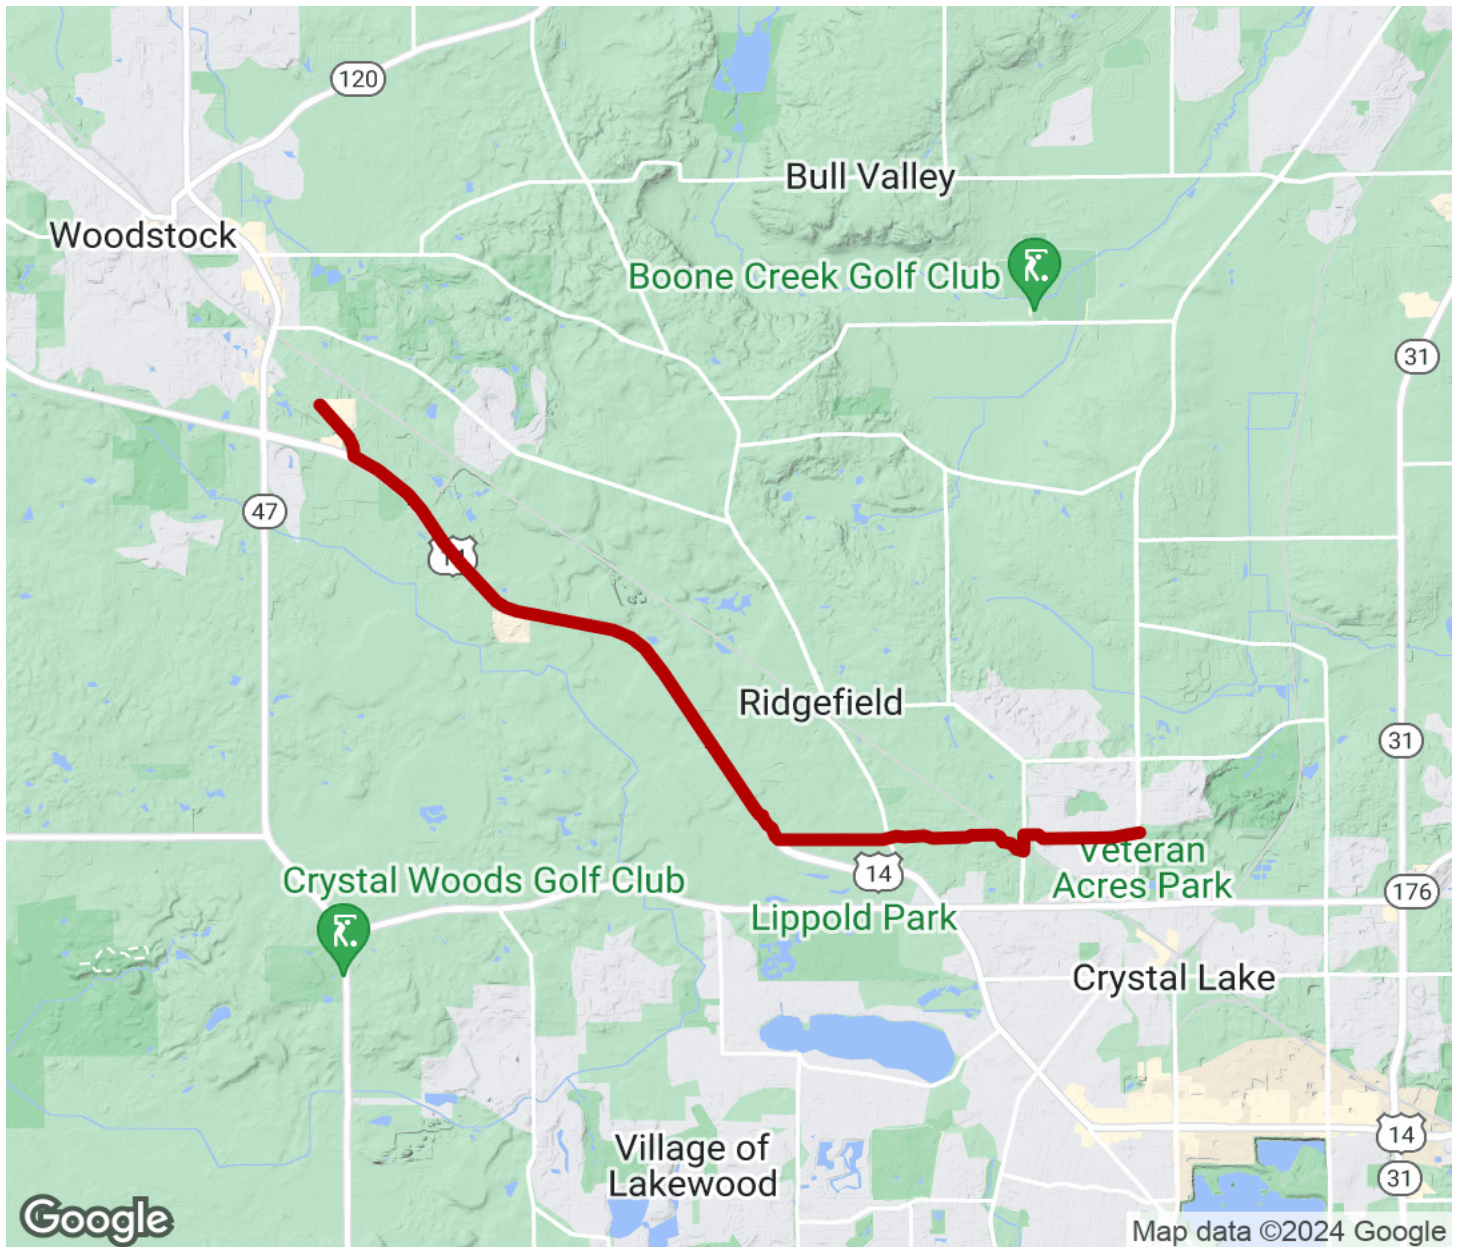 120
Bull Valley
Woodstock
Boone Creek Golf Club
31
47
Ridgefield
31
Veteran
Acres Park
14
176
Crystal Woods Golf Club
Lippold Park
Crystal Lake
Village of
Lakewood
14
31
Google
Map data ©2024 Google